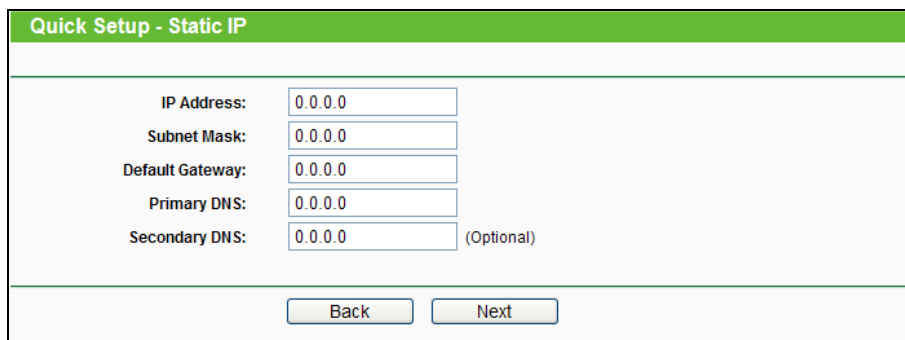 Quick Setup - Static IP
IP Address: 0.0.0.0
Subnet Mask: 0.0.0.0
Default Gateway: 0.0.0.0
Primary DNS: 0.0.0.0
Secondary DNS: 0.0.0.0 (Optional)
Back Next